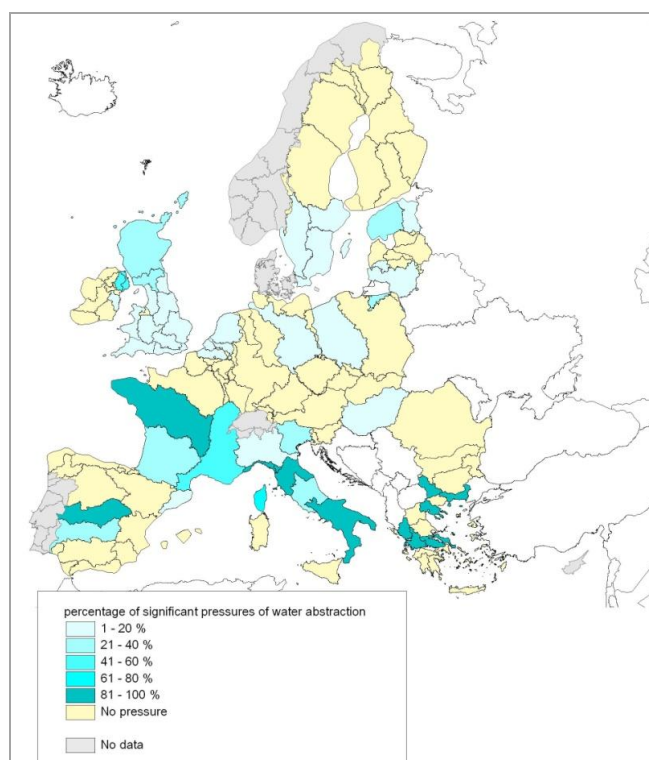 percentage of significant pressures of water abstraction
1 - 20 %
21 - 40 %
41 - 60 %
61 - 80 %
81 - 100 %
No pressure
No data